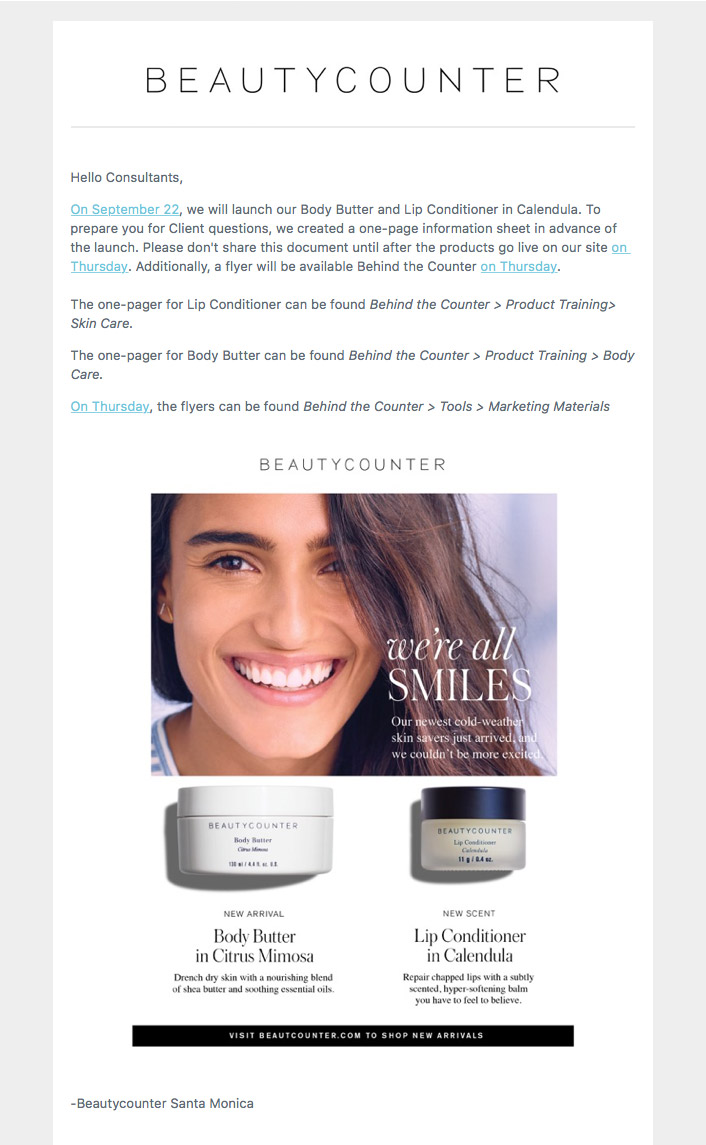 BEAUTYCOUNTER
Hello Consultants,
On September 22, we will launch our Body Butter and Lip Conditioner in Calendula. To
prepare you for Client questions, we created a one-page information sheet in advance of
the launch. Please don't share this document until after the products go live on our site on
Thursday. Additionally, a flyer will be available Behind the Counter on Thursday.
The one-pager for Lip Conditioner can be found Behind the Counter > Product Training>
Skin Care.
The one-pager for Body Butter can be found Behind the Counter > Product Training > Body
Care.
On Thursday, the flyers can be found Behind the Counter > Tools > Marketing Materials
BEAUTYCOUNTER
we're all
SMILES
Our newest cold-weather
skin savers just arrived, and
we couldn't be more excited.
BEAUTYCOUNTER
Body Butter
Citrus Mimosa
130 ml / 4.4 fl. oz. U.S.
BEAUTYCOUNTER
Lip Conditioner
Calendula
11 g / 0.4 oz.
NEW ARRIVAL
Body Butter
in Citrus Mimosa
Drench dry skin with a nourishing blend
of shea butter and soothing essential oils.
NEW SCENT
Lip Conditioner
in Calendula
Repair chapped lips with a subtly
scented, hyper-softening balm
you have to feel to believe.
VISIT BEAUTCOUNTER.COM TO SHOP NEW ARRIVALS
-Beautycounter Santa Monica